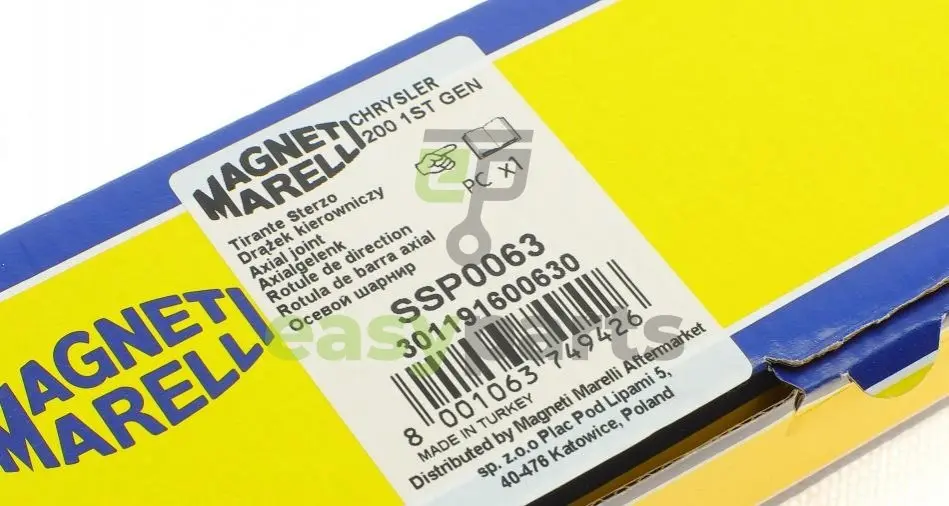 MAGNETI
MARELLI
CHRYSLER
200 1ST GEN
PC X1
Tirante Sterzo
Drążek kierowniczy
Axial joint
Axialgelenk
Rotule de direction
Rotula de barra axial
Осевой шарнир
SSP0063
301191600630
8 001063 749426
MADE IN TURKEY
Distributed by Magneti Marelli Aftermarket
sp. z.o.o Plac Pod Lipami 5,
40-476 Katowice, Poland
MAGNETI
MARELLI
easyparts